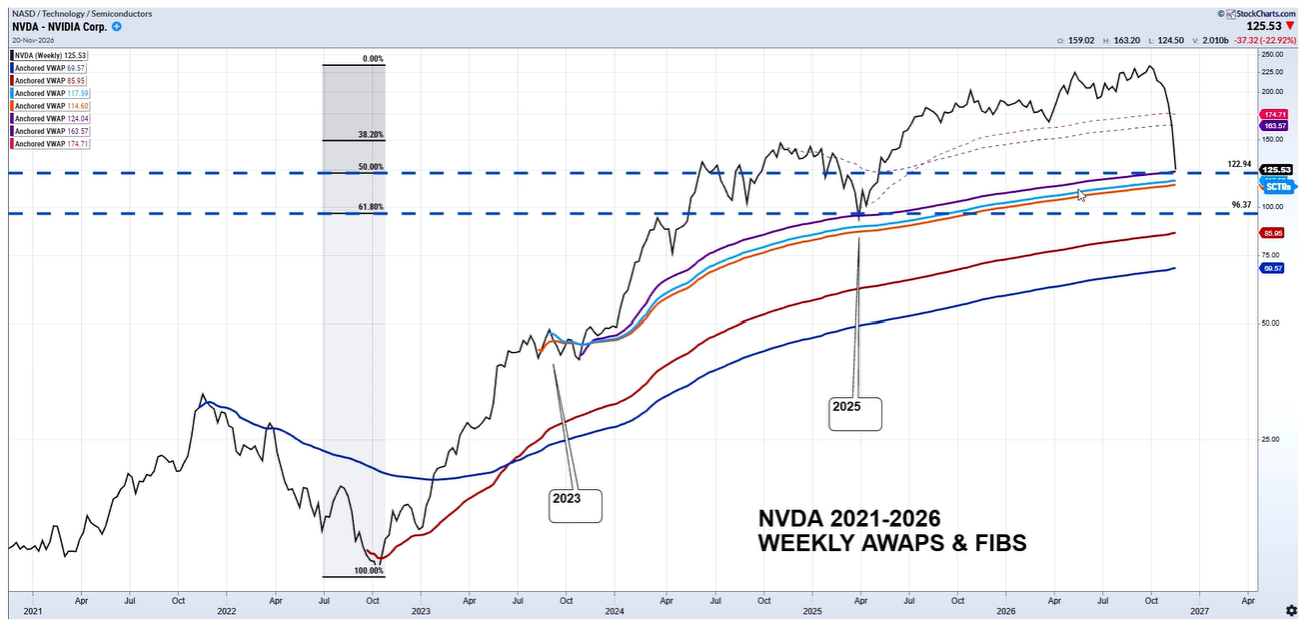 NASD / Technology / Semiconductors
© StockCharts.com
NVDA - NVIDIA Corp.
125.53
20-Nov-2026
O: 159.02 H: 163.20 L: 124.50 V: 2.010b -37.32 (-22.92%)
NVDA (Weekly) 125.53
Anchored VWAP 69.57
Anchored VWAP 85.95
Anchored VWAP 117.59
Anchored VWAP 114.60
Anchored VWAP 124.04
Anchored VWAP 163.57
Anchored VWAP 174.71
0.00%
38.20%
50.00%
61.80%
100.00%
250.00
225.00
200.00
174.71
163.57
150.00
122.94
125.53
SCTRs
96.37
100.00
85.95
75.00
69.57
50.00
25.00
2025
2023
NVDA 2021-2026
WEEKLY AWAPS & FIBS
2021 Apr Jul Oct 2022 Apr Jul Oct 2023 Apr Jul Oct 2024 Apr Jul Oct 2025 Apr Jul Oct 2026 Apr Jul Oct 2027 Apr